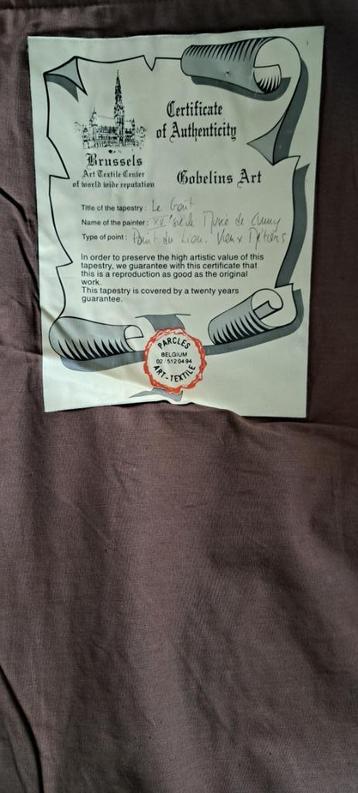 Certificate
of Authenticity
Brussels
Art Textile Center
of world wide reputation
Gobelins Art
Title of the tapestry : Le Gout
Name of the painter : XV e siècle Musée de Cluny
Type of point : Point du Lion. Vieux Métiers
In order to preserve the high artistic value of this
tapestry, we guarantee with this certificate that
this is a reproduction as good as the original
work.
This tapestry is covered by a twenty years
guarantee.
PARCLES
BELGIUM
02 / 512 04 94
ART - TEXTILE